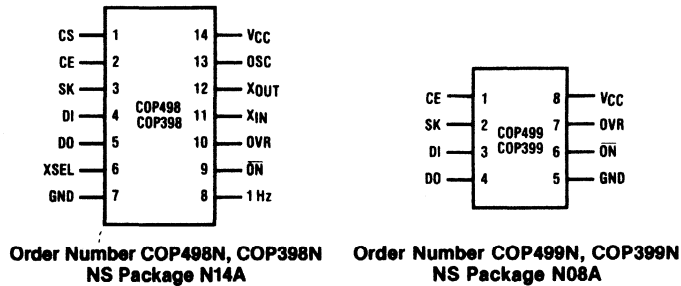 CS 1 14 VCC
CE 2 13 OSC
SK 3 12 XOUT
DI 4 COP498 11 XIN
DO 5 COP398 10 OVR
XSEL 6 9 ON
GND 7 8 1 Hz
Order Number COP498N, COP398N
NS Package N14A
CE 1 8 VCC
SK 2 COP499 7 OVR
DI 3 COP399 6 ON
DO 4 5 GND
Order Number COP499N, COP399N
NS Package N08A